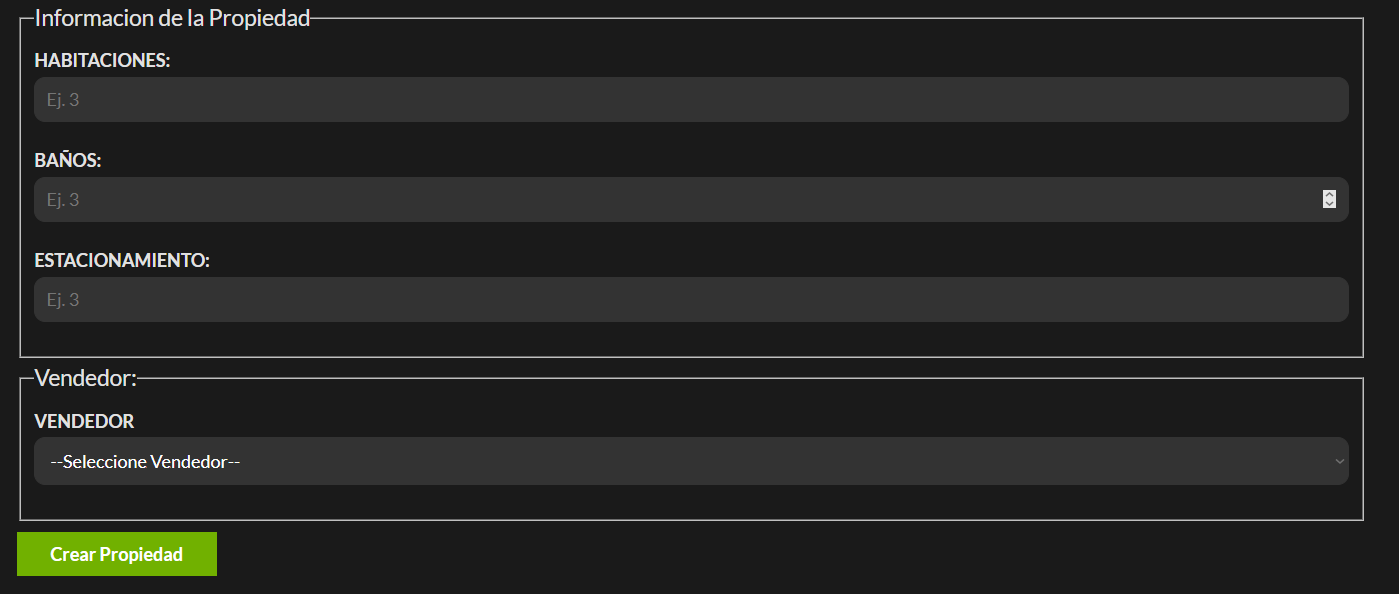 Informacion de la Propiedad
HABITACIONES:
Ej. 3
BAÑOS:
Ej. 3
ESTACIONAMIENTO:
Ej. 3
Vendedor:
VENDEDOR
--Seleccione Vendedor--
Crear Propiedad